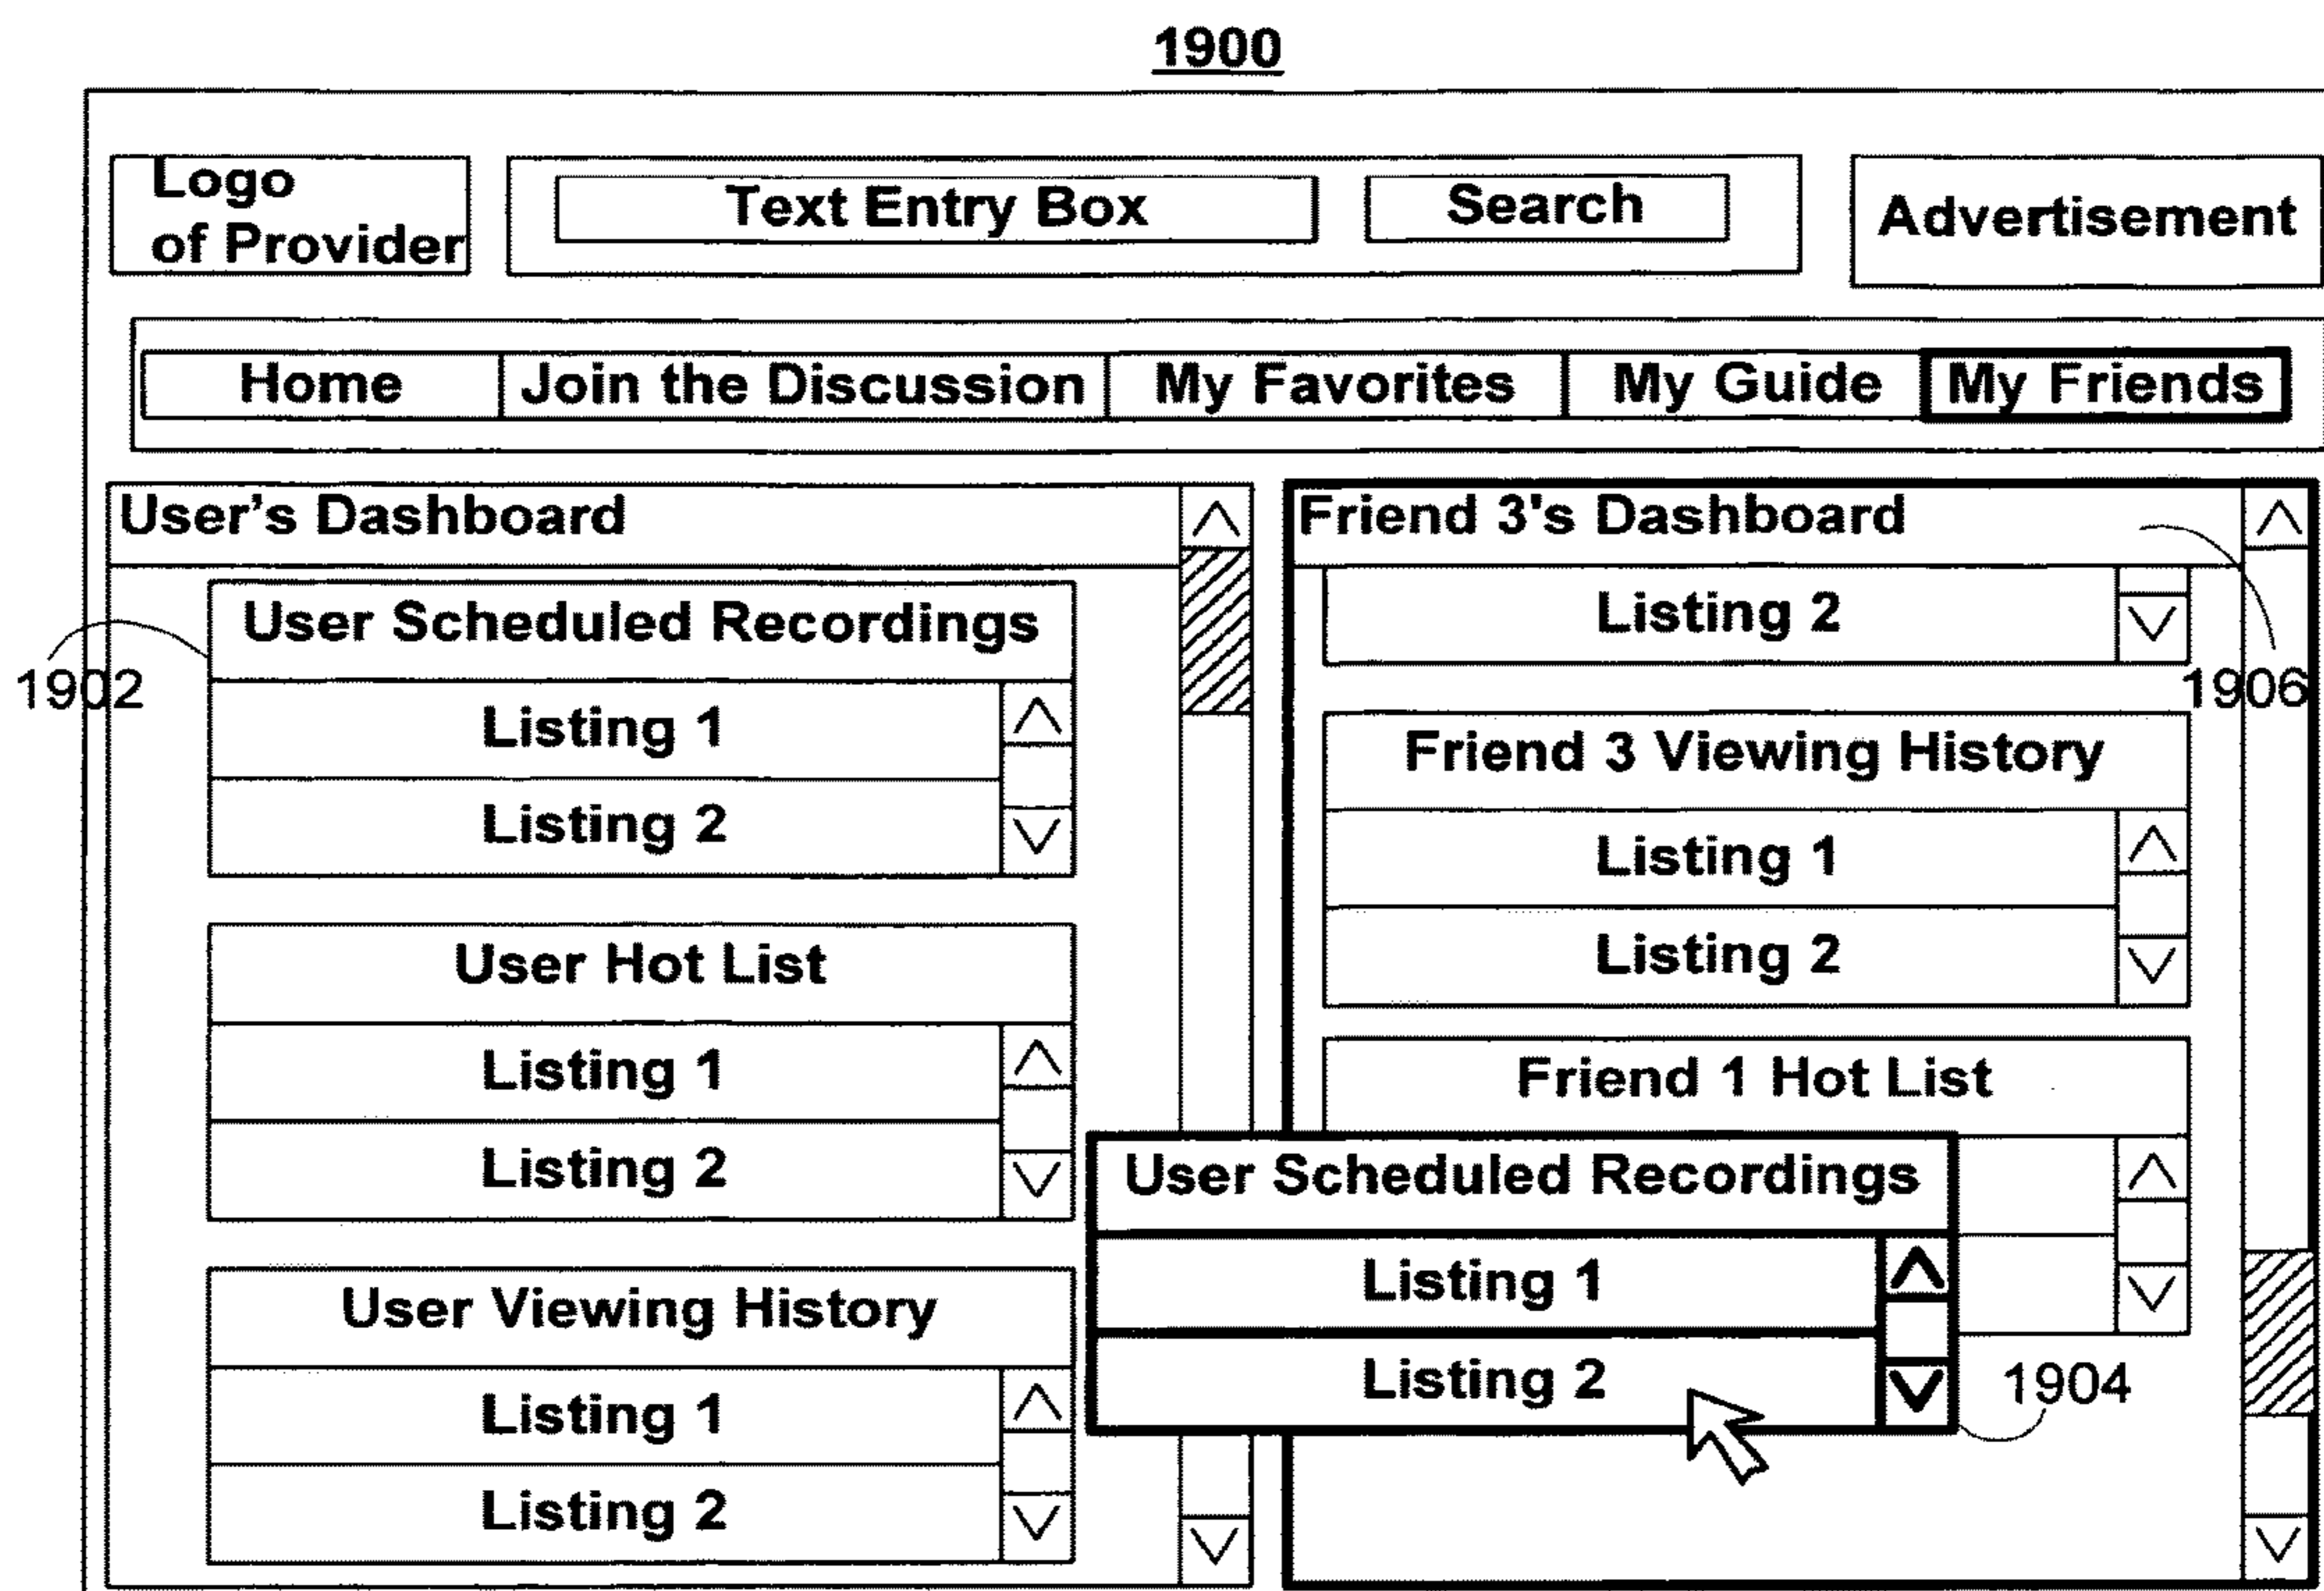 1900
Logo
of Provider
Text Entry Box
Search
Advertisement
Home
Join the Discussion
My Favorites
My Guide
My Friends
User's Dashboard
User Scheduled Recordings
1902
Listing 1
Listing 2
User Hot List
Listing 1
Listing 2
User Viewing History
Listing 1
Listing 2
Friend 3's Dashboard
Listing 2
1906
Friend 3 Viewing History
Listing 1
Listing 2
Friend 1 Hot List
User Scheduled Recordings
Listing 1
Listing 2
1904